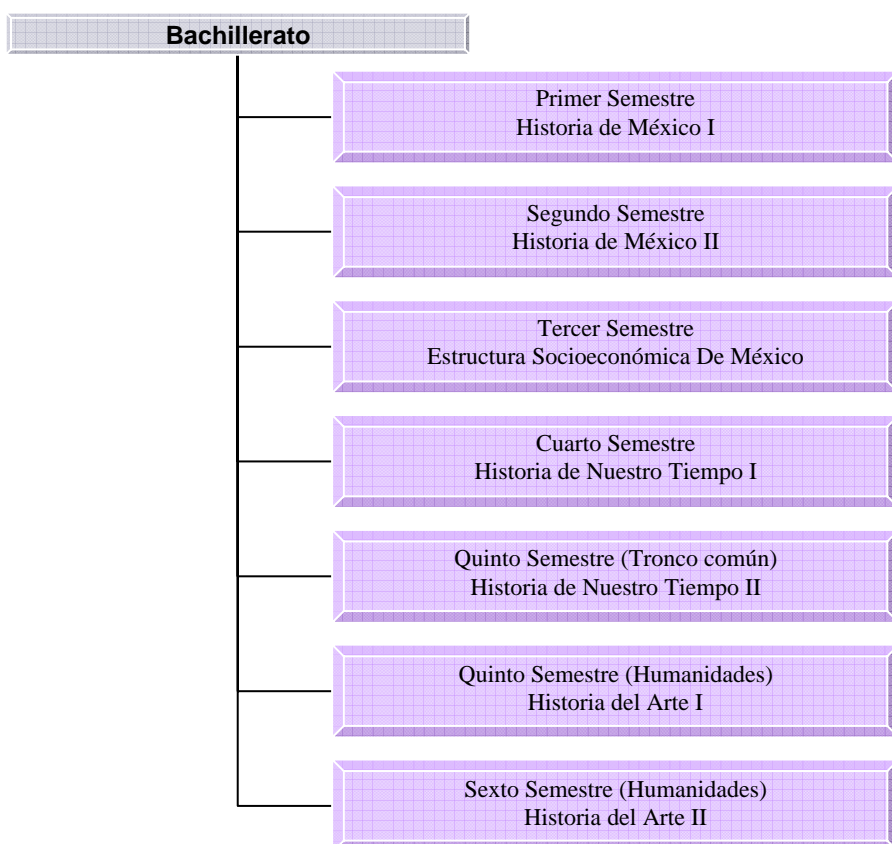 Bachillerato
Primer Semestre
Historia de México I
Segundo Semestre
Historia de México II
Tercer Semestre
Estructura Socioeconómica De México
Cuarto Semestre
Historia de Nuestro Tiempo I
Quinto Semestre (Tronco común)
Historia de Nuestro Tiempo II
Quinto Semestre (Humanidades)
Historia del Arte I
Sexto Semestre (Humanidades)
Historia del Arte II